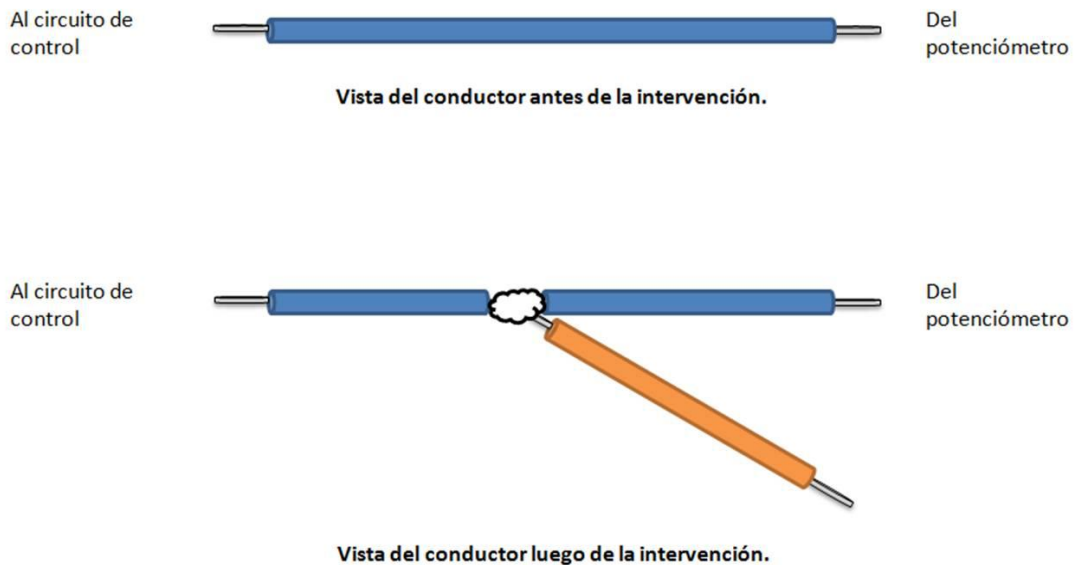 Al circuito de
control
Del
potenciómetro
Vista del conductor antes de la intervención.
Al circuito de
control
Del
potenciómetro
Vista del conductor luego de la intervención.